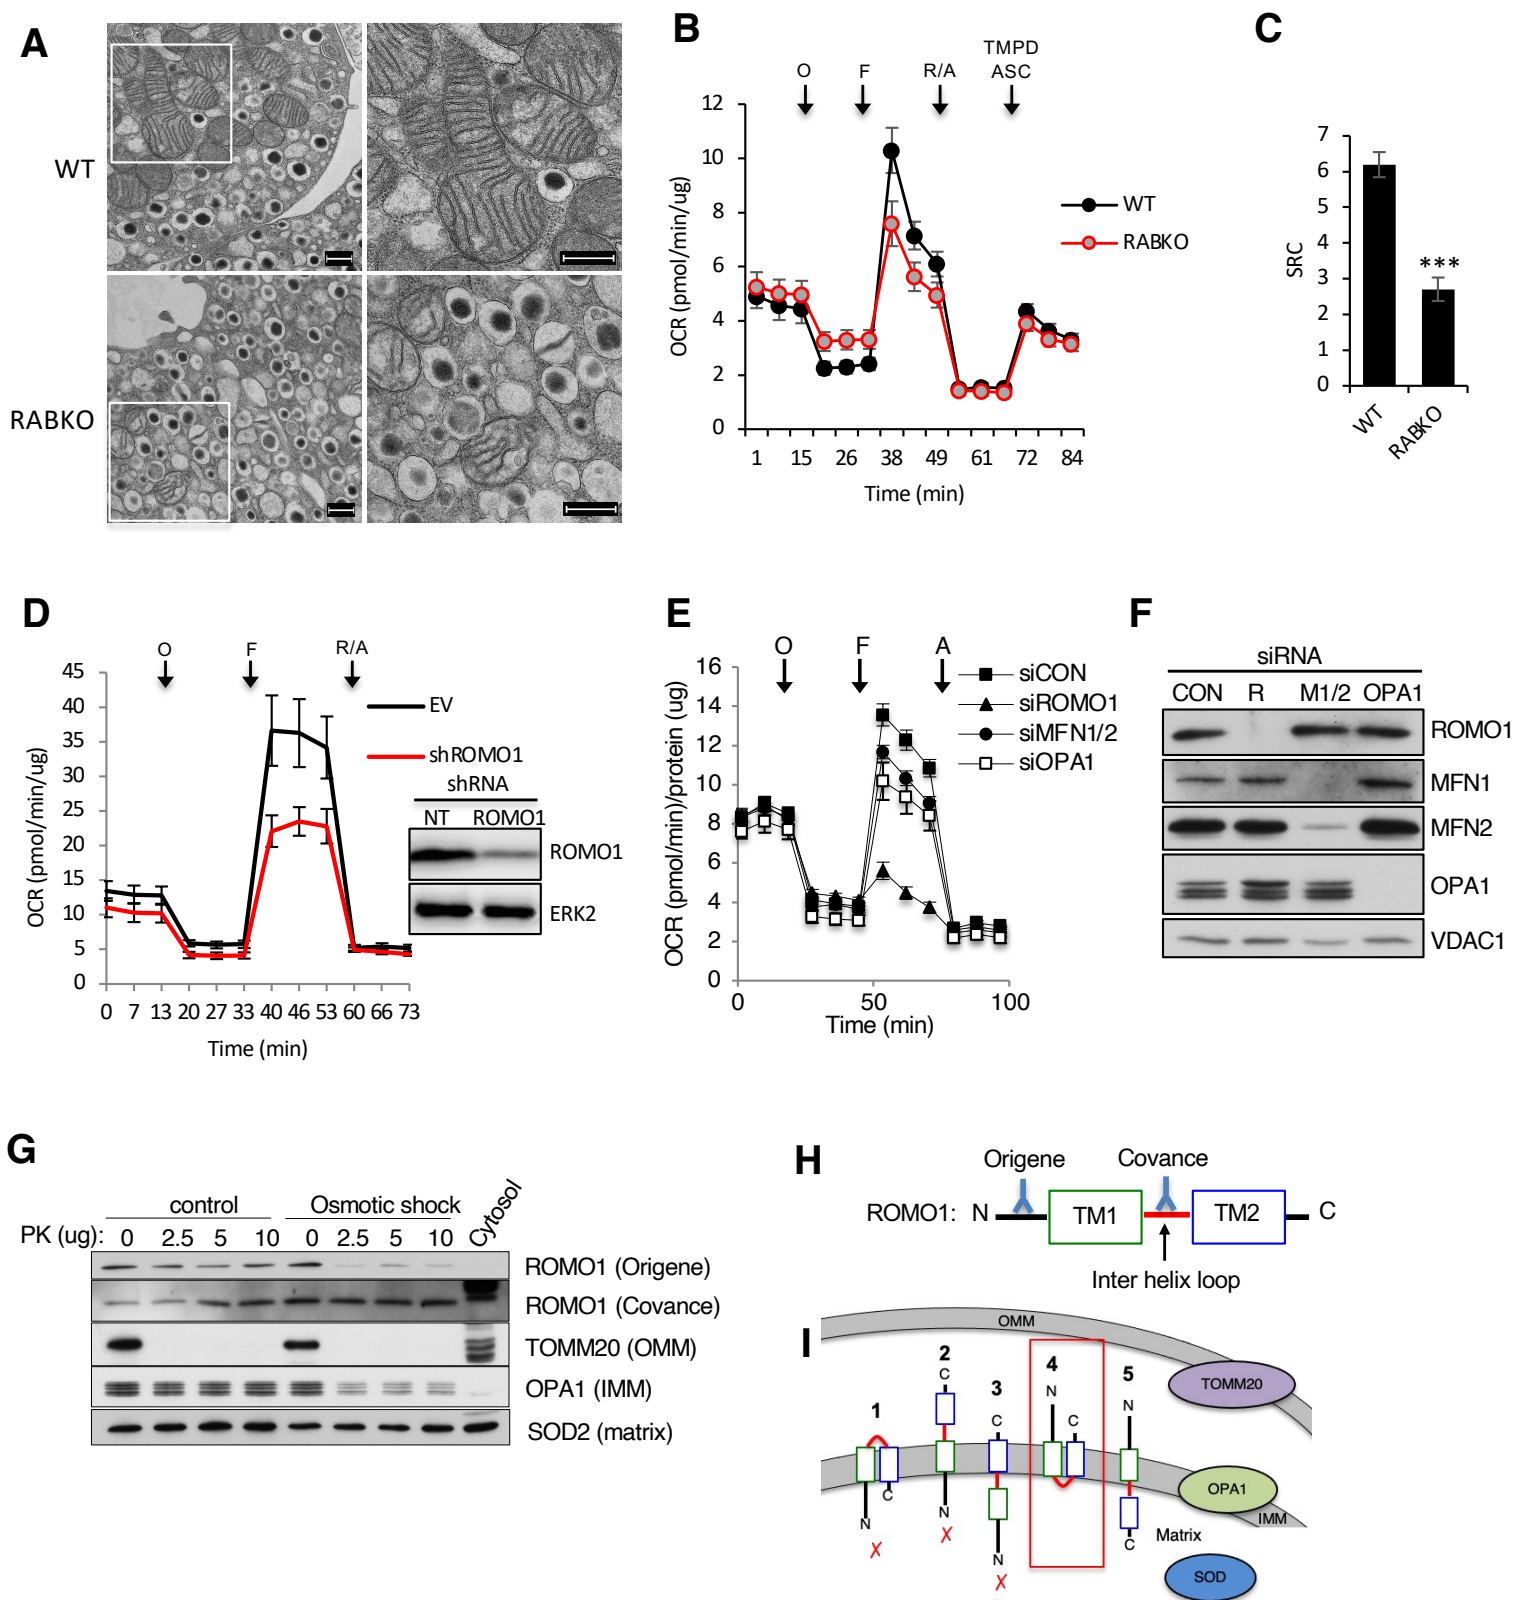 A
WT
RABKO
B
O
F
R/A
TMPD
ASC
OCR (pmol/min/ug)
12
10
8
6
4
2
0
1 15 26 38 49 61 72 84
Time (min)
WT
RABKO
C
SRC
7
6
5
4
3
2
1
0
***
WT
RABKO
D
O
F
R/A
OCR (pmol/min/ug)
45
40
35
30
25
20
15
10
5
0
0 7 13 20 27 33 40 46 53 60 66 73
Time (min)
EV
shROMO1
shRNA
NT ROMO1
ROMO1
ERK2
E
O
F
A
OCR (pmol/min)/protein (ug)
16
14
12
10
8
6
4
2
0
0 50 100
Time (min)
siCON
siROMO1
siMFN1/2
siOPA1
F
siRNA
CON R M1/2 OPA1
ROMO1
MFN1
MFN2
OPA1
VDAC1
G
control
Osmotic shock
Cytosol
PK (ug): 0 2.5 5 10 0 2.5 5 10
ROMO1 (Origene)
ROMO1 (Covance)
TOMM20 (OMM)
OPA1 (IMM)
SOD2 (matrix)
H
Origene
Covance
ROMO1: N TM1 TM2 C
Inter helix loop
I
OMM
TOMM20
1
N
C
X
2
C
N
X
3
C
N
X
4
N
C
5
N
C
OPA1
IMM
Matrix
SOD